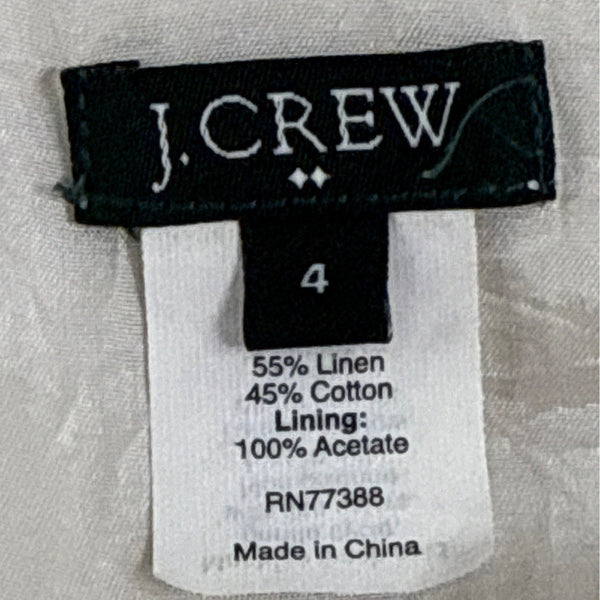 J.CREW
4
55% Linen
45% Cotton
Lining:
100% Acetate
RN77388
Made in China